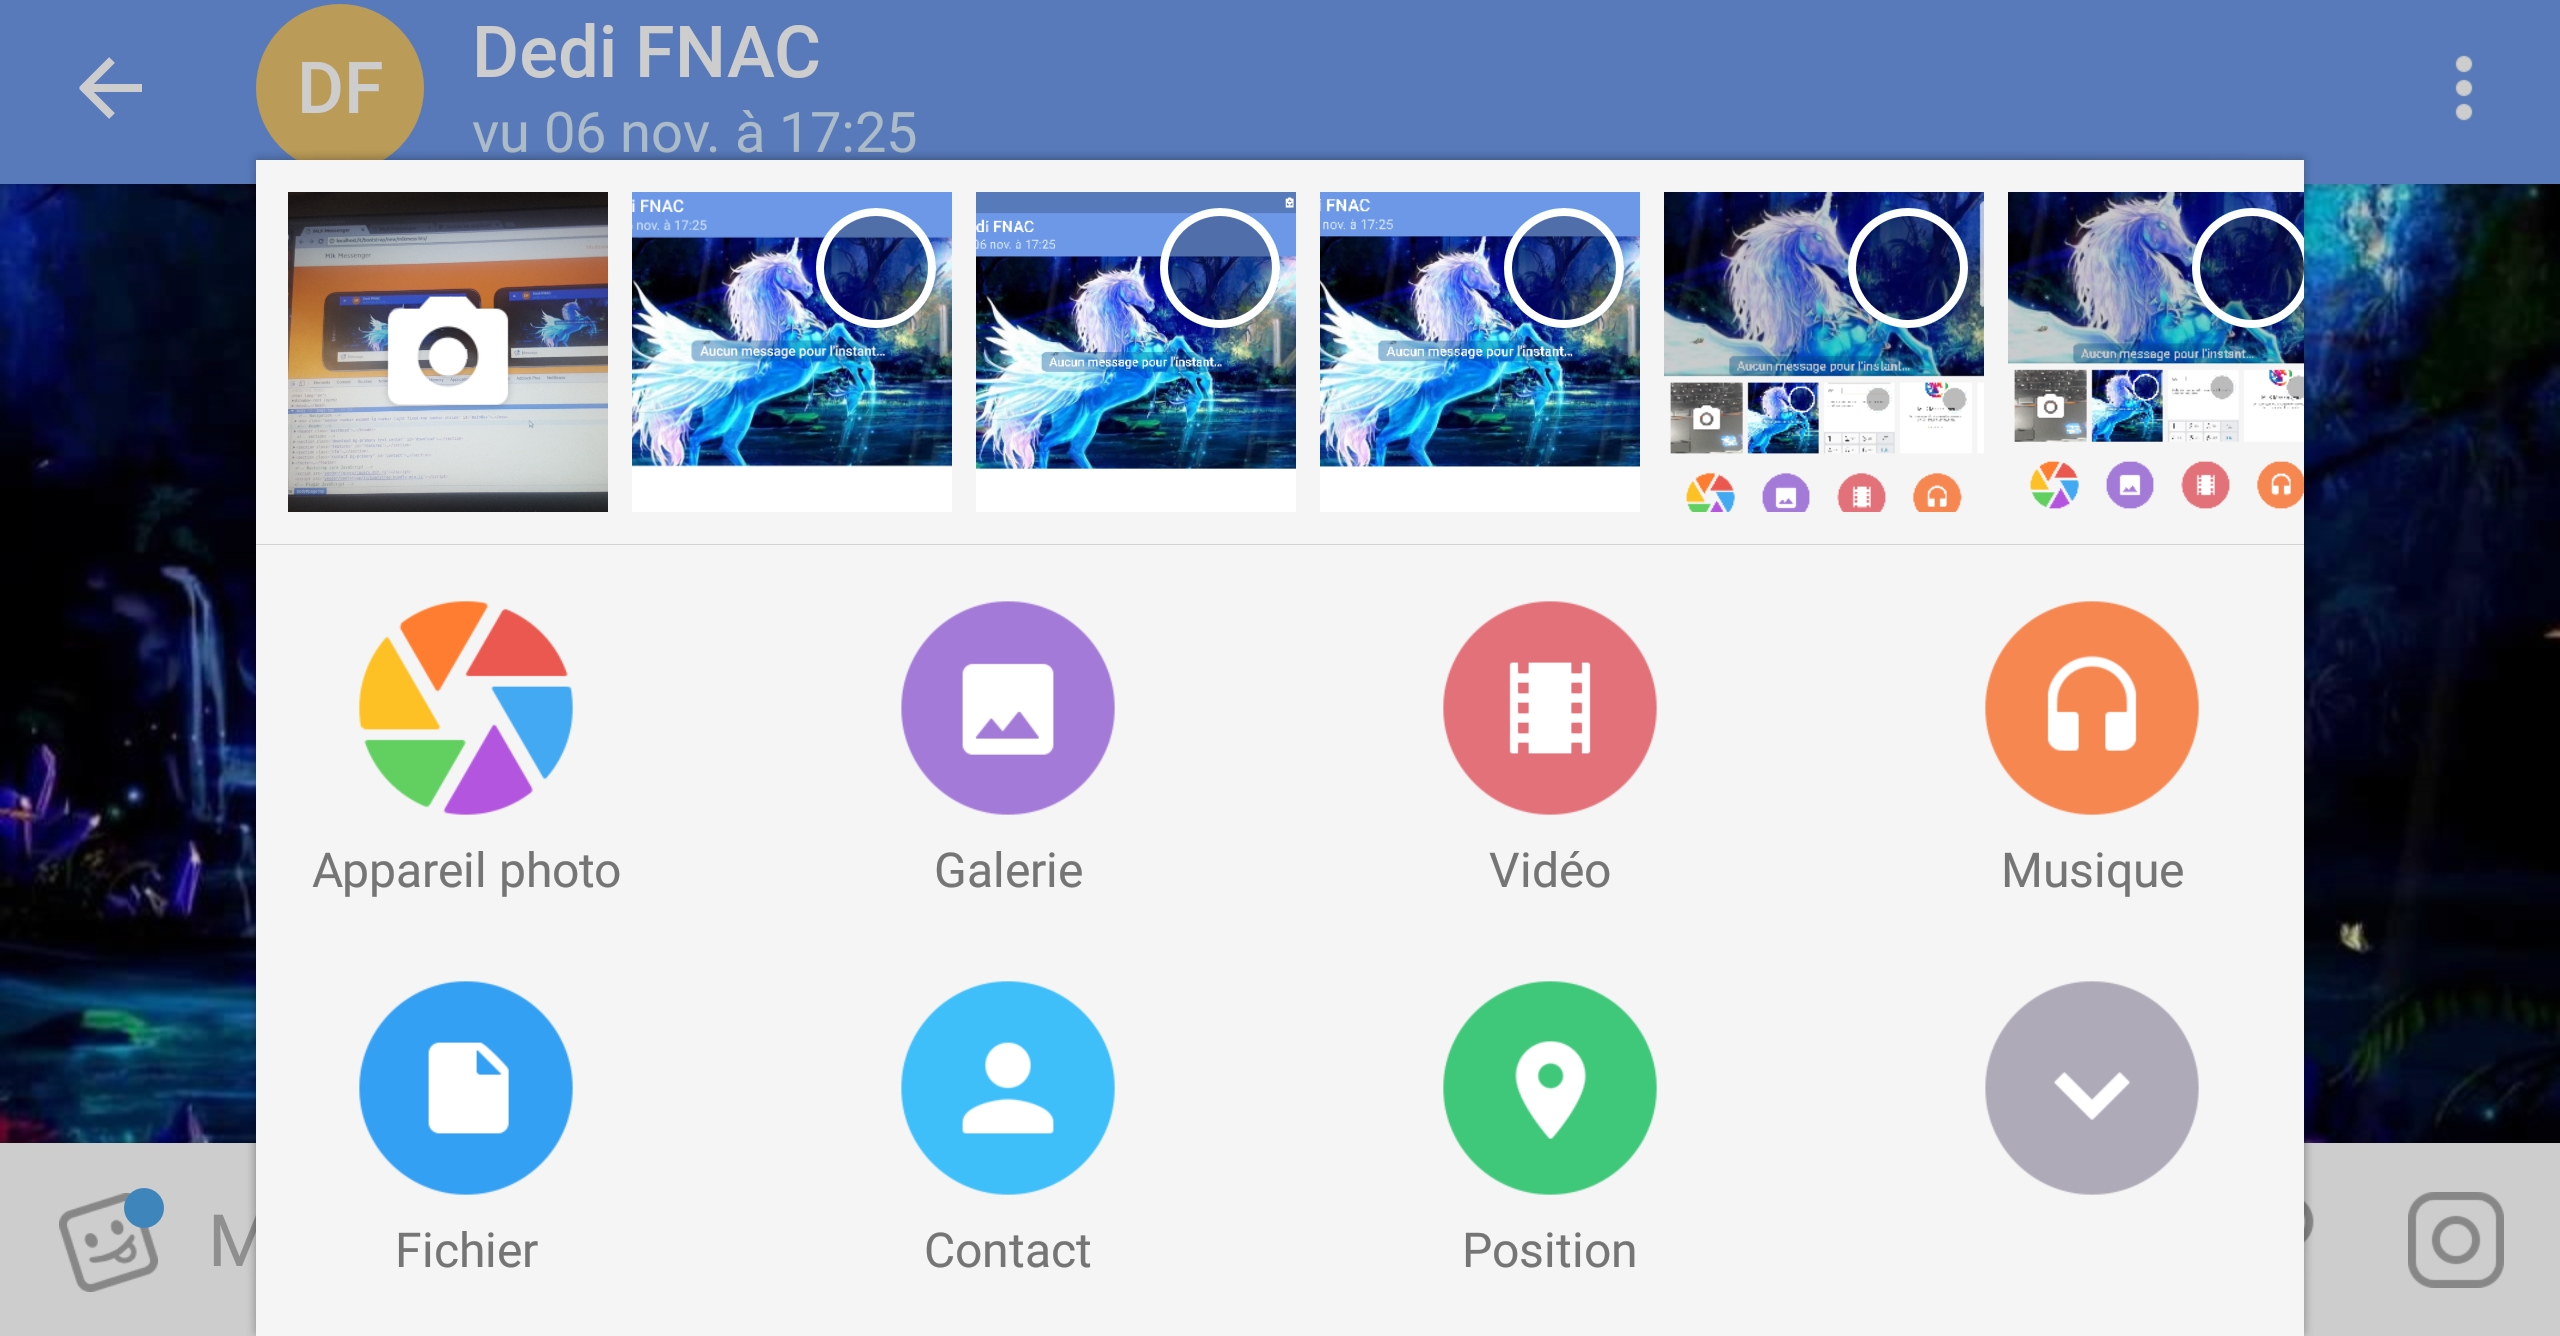 DF
Dedi FNAC
vu 06 nov. à 17:25
Mik Messenger
i FNAC
nov. à 17:25
Aucun message pour l'instant...
di FNAC
06 nov. à 17:25
Aucun message pour l'instant...
FNAC
nov. à 17:25
Aucun message pour l'instant...
Aucun message pour l'instant...
Aucun message pour l'instant...
Appareil photo
Galerie
Vidéo
Musique
Fichier
Contact
Position
M